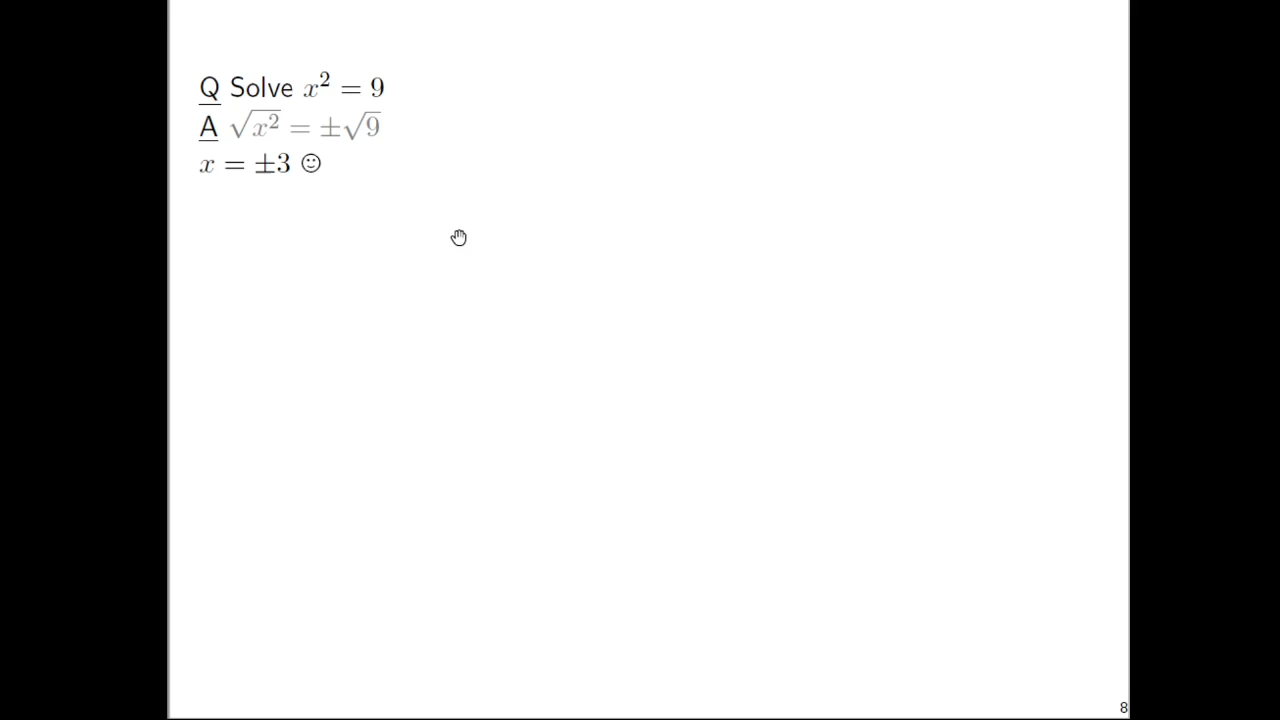 Q Solve x² = 9
A √x² = ±√9
x = ±3 ☺
8